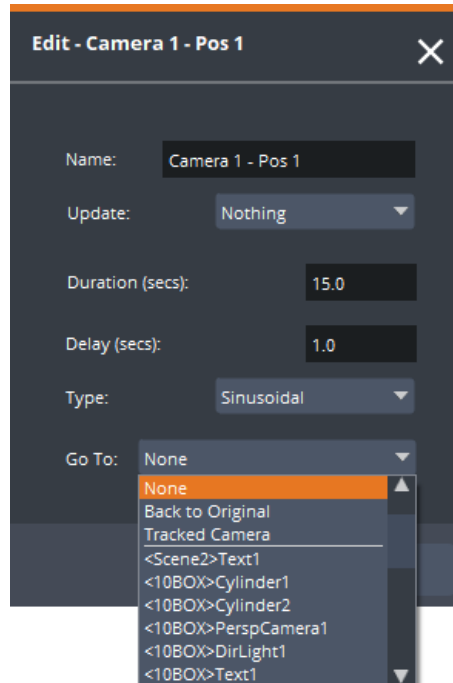 Edit - Camera 1 - Pos 1
Name: Camera 1 - Pos 1
Update: Nothing
Duration (secs): 15.0
Delay (secs): 1.0
Type: Sinusoidal
Go To: None
None
Back to Original
Tracked Camera
<Scene2>Text1
<10BOX>Cylinder1
<10BOX>Cylinder2
<10BOX>PerspCamera1
<10BOX>DirLight1
<10BOX>Text1